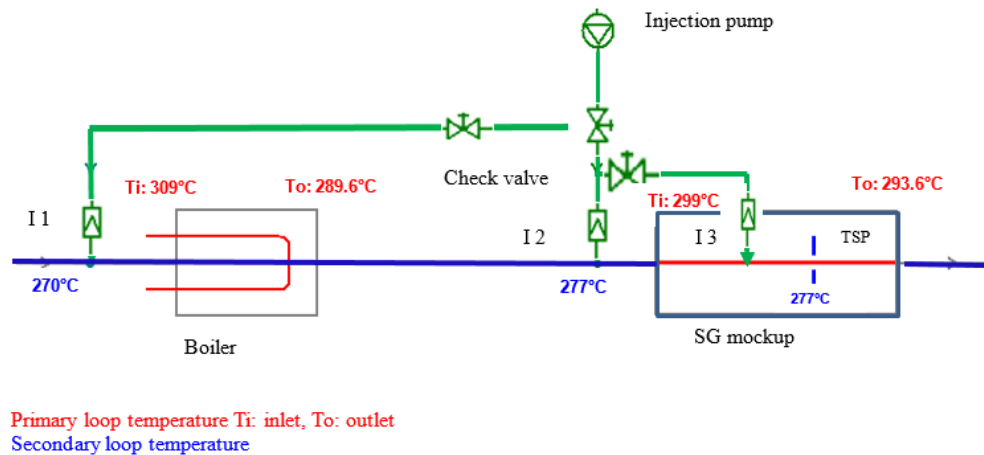 Injection pump
Check valve
Ti: 309°C
To: 289.6°C
Ti: 299°C
To: 293.6°C
I 1
I 2
I 3
TSP
270°C
277°C
277°C
Boiler
SG mockup
Primary loop temperature Ti: inlet, To: outlet
Secondary loop temperature